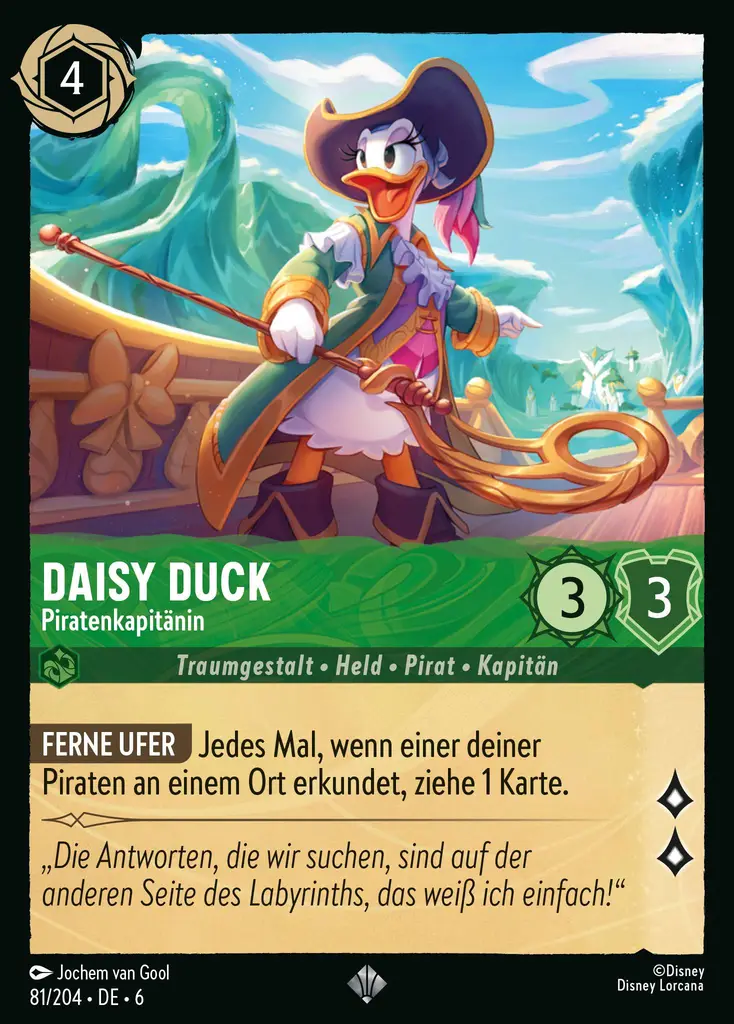 4
DAISY DUCK
Piratenkapitänin
3
3
Traumgestalt • Held • Pirat • Kapitän
FERNE UFER Jedes Mal, wenn einer deiner
Piraten an einem Ort erkundet, ziehe 1 Karte.
„Die Antworten, die wir suchen, sind auf der
anderen Seite des Labyrinths, das weiß ich einfach!“
Jochem van Gool
81/204 • DE • 6
©Disney
Disney Lorcana